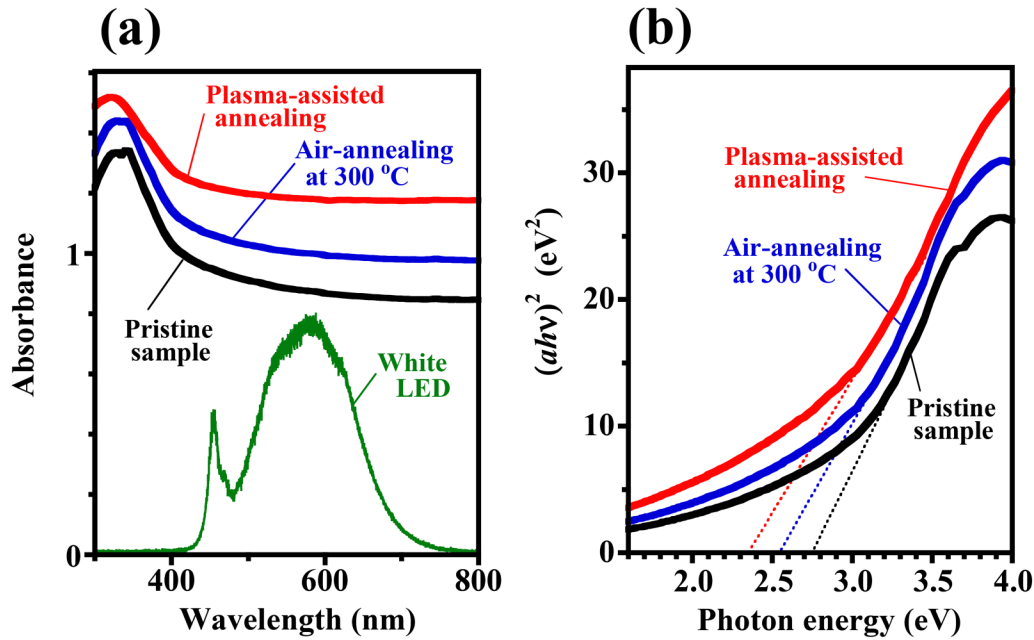 (a)
Plasma-assisted
annealing
Air-annealing
at 300 °C
1
Pristine
sample
White
LED
0
400
600
800
Absorbance
Wavelength (nm)
(b)
30
20
10
0
Plasma-assisted
annealing
Air-annealing
at 300 °C
Pristine
sample
2.0
2.5
3.0
3.5
4.0
(ahν)² (eV²)
Photon energy (eV)